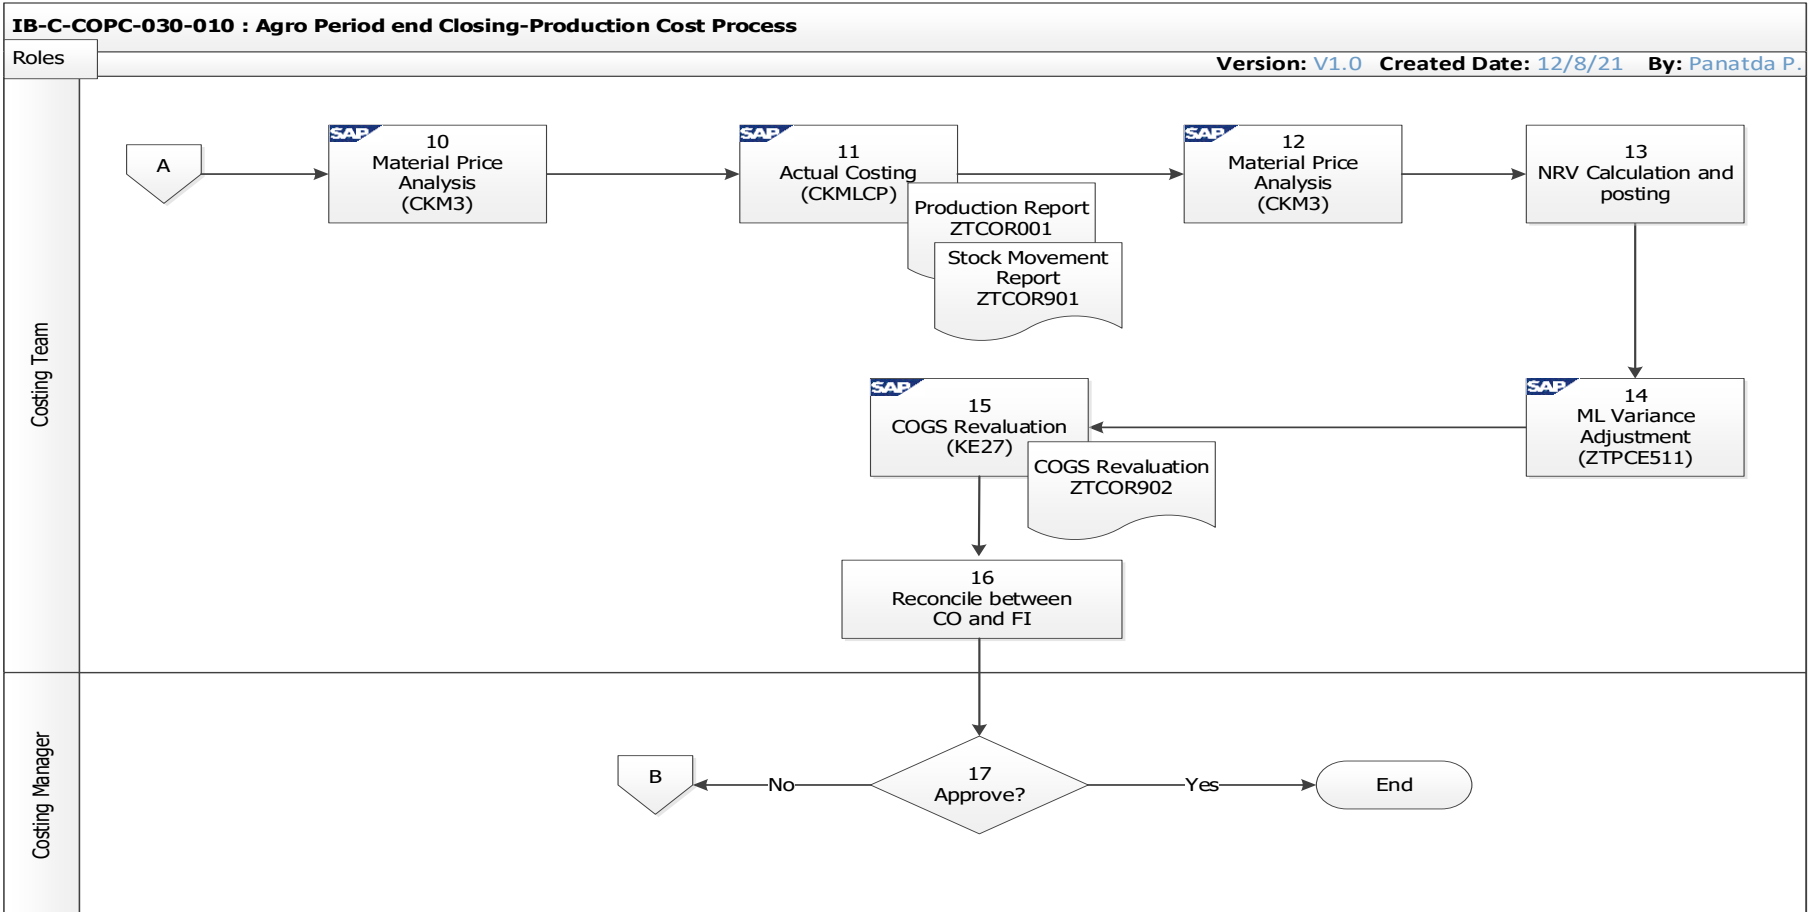 IB-C-COPC-030-010 : Agro Period end Closing-Production Cost Process
Roles
Version: V1.0 Created Date: 12/8/21 By: Panatda P.
Costing Team
A
SAP
10
Material Price
Analysis
(CKM3)
SAP
11
Actual Costing
(CKMLCP)
Production Report
ZTCOR001
Stock Movement
Report
ZTCOR901
SAP
12
Material Price
Analysis
(CKM3)
13
NRV Calculation and
posting
SAP
14
ML Variance
Adjustment
(ZTPCE511)
SAP
15
COGS Revaluation
(KE27)
COGS Revaluation
ZTCOR902
16
Reconcile between
CO and FI
Costing Manager
17
Approve?
No
B
Yes
End